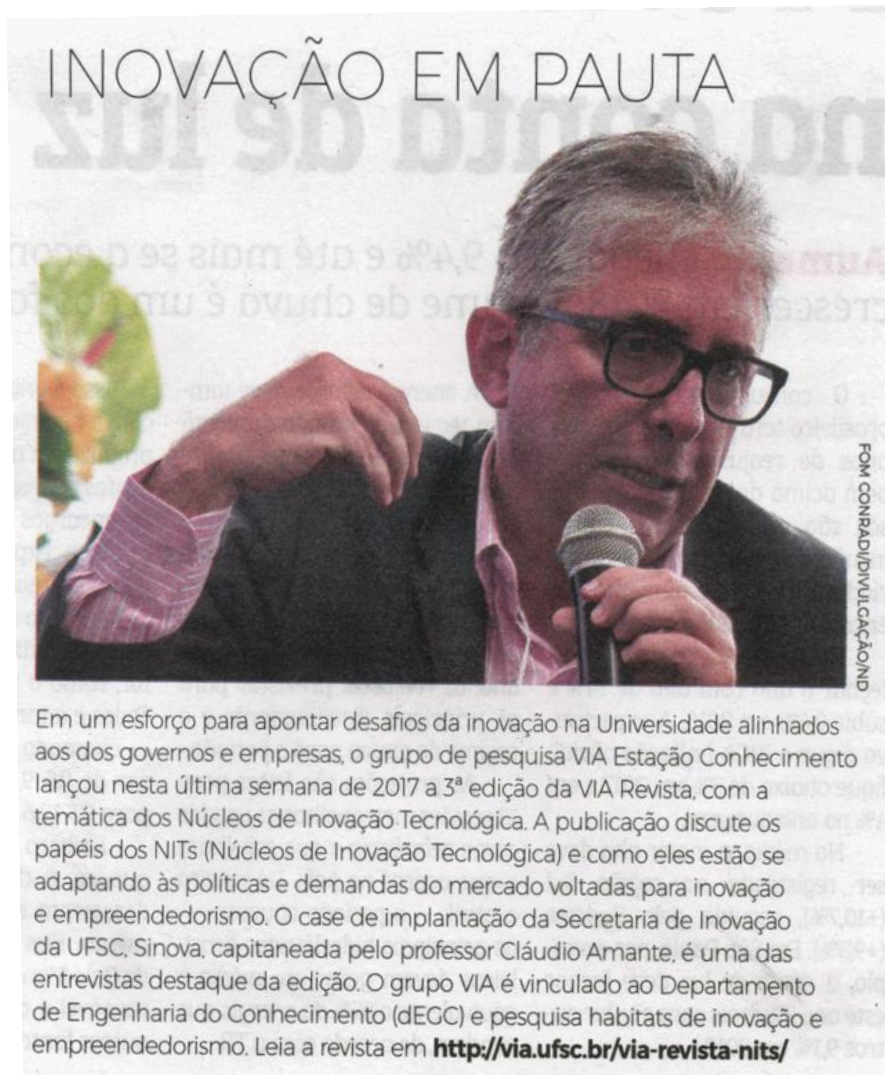 INOVAÇÃO EM PAUTA
FOM CONRADI/DIVULGAÇÃO/ND
Em um esforço para apontar desafios da inovação na Universidade alinhados
aos dos governos e empresas, o grupo de pesquisa VIA Estação Conhecimento
lançou nesta última semana de 2017 a 7ª edição da VIA Revista, com a
temática dos Núcleos de Inovação Tecnológica. A publicação discute os
papéis dos NITs (Núcleos de Inovação Tecnológica) e como eles estão se
adaptando às políticas e demandas do mercado voltadas para inovação
e empreendedorismo. O case de implantação da Secretaria de Inovação
da UFSC, Sinova, capitaneada pelo professor Cláudio Amante, é uma das
entrevistas destaque da edição. O grupo VIA é vinculado ao Departamento
de Engenharia do Conhecimento (dEGC) e pesquisa habitats de inovação e
empreendedorismo. Leia a revista em http://via.ufsc.br/via-revista-nits/